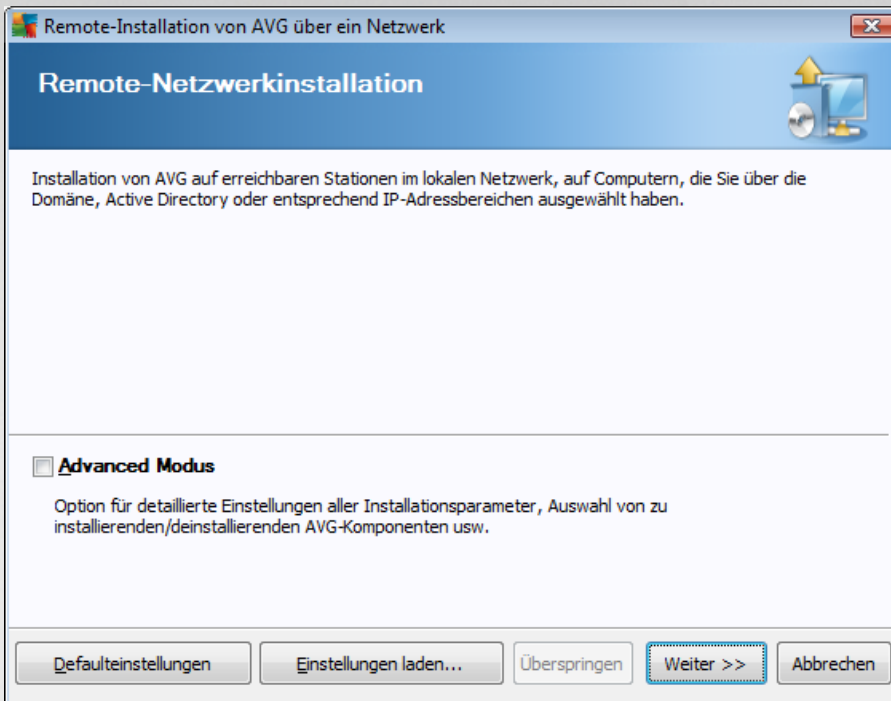 Remote-Installation von AVG über ein Netzwerk
Remote-Netzwerkinstallation
Installation von AVG auf erreichbaren Stationen im lokalen Netzwerk, auf Computern, die Sie über die
Domäne, Active Directory oder entsprechend IP-Adressbereichen ausgewählt haben.
Advanced Modus
Option für detaillierte Einstellungen aller Installationsparameter, Auswahl von zu
installierenden/deinstallierenden AVG-Komponenten usw.
Defaulteinstellungen
Einstellungen laden...
Überspringen
Weiter >>
Abbrechen